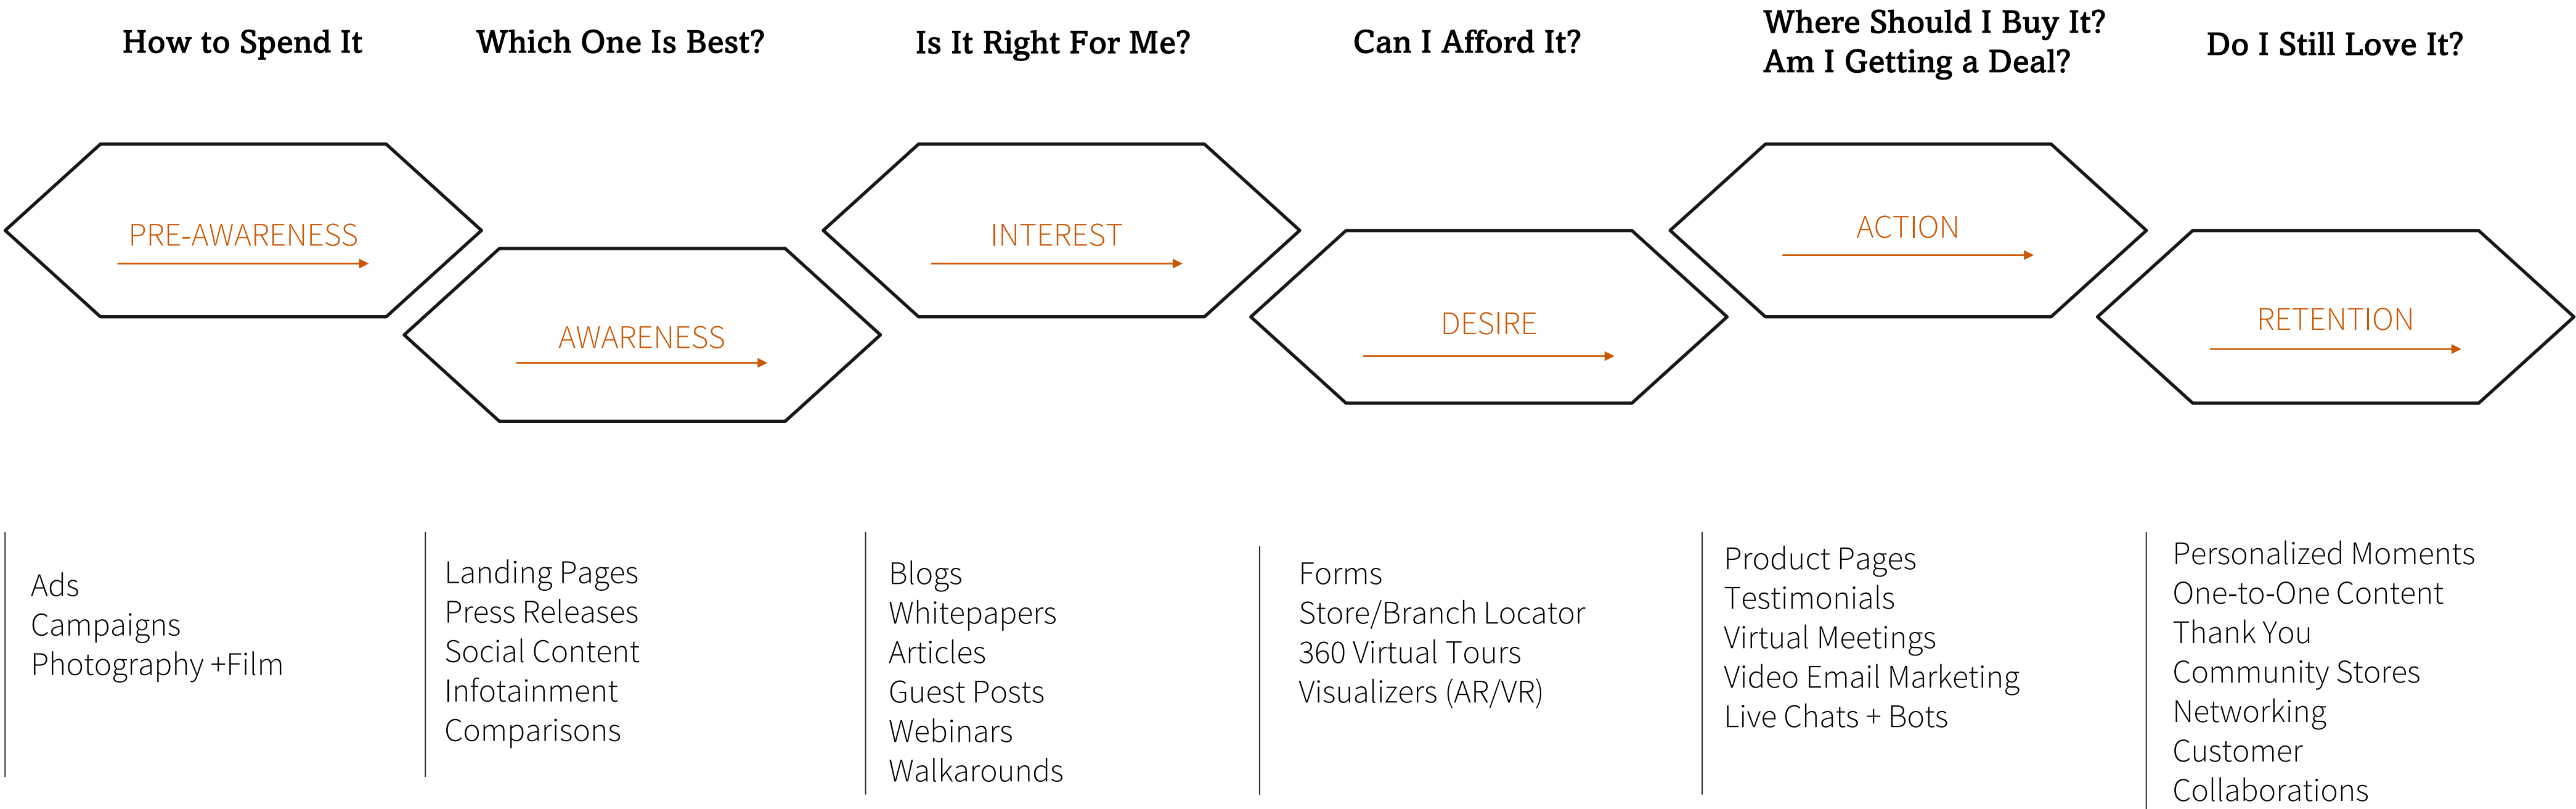 How to Spend It
Which One Is Best?
Is It Right For Me?
Can I Afford It?
Where Should I Buy It?
Am I Getting a Deal?
Do I Still Love It?
PRE-AWARENESS
AWARENESS
INTEREST
DESIRE
ACTION
RETENTION
Ads
Campaigns
Photography +Film
Landing Pages
Press Releases
Social Content
Infotainment
Comparisons
Blogs
Whitepapers
Articles
Guest Posts
Webinars
Walkarounds
Forms
Store/Branch Locator
360 Virtual Tours
Visualizers (AR/VR)
Product Pages
Testimonials
Virtual Meetings
Video Email Marketing
Live Chats + Bots
Personalized Moments
One-to-One Content
Thank You
Community Stores
Networking
Customer
Collaborations